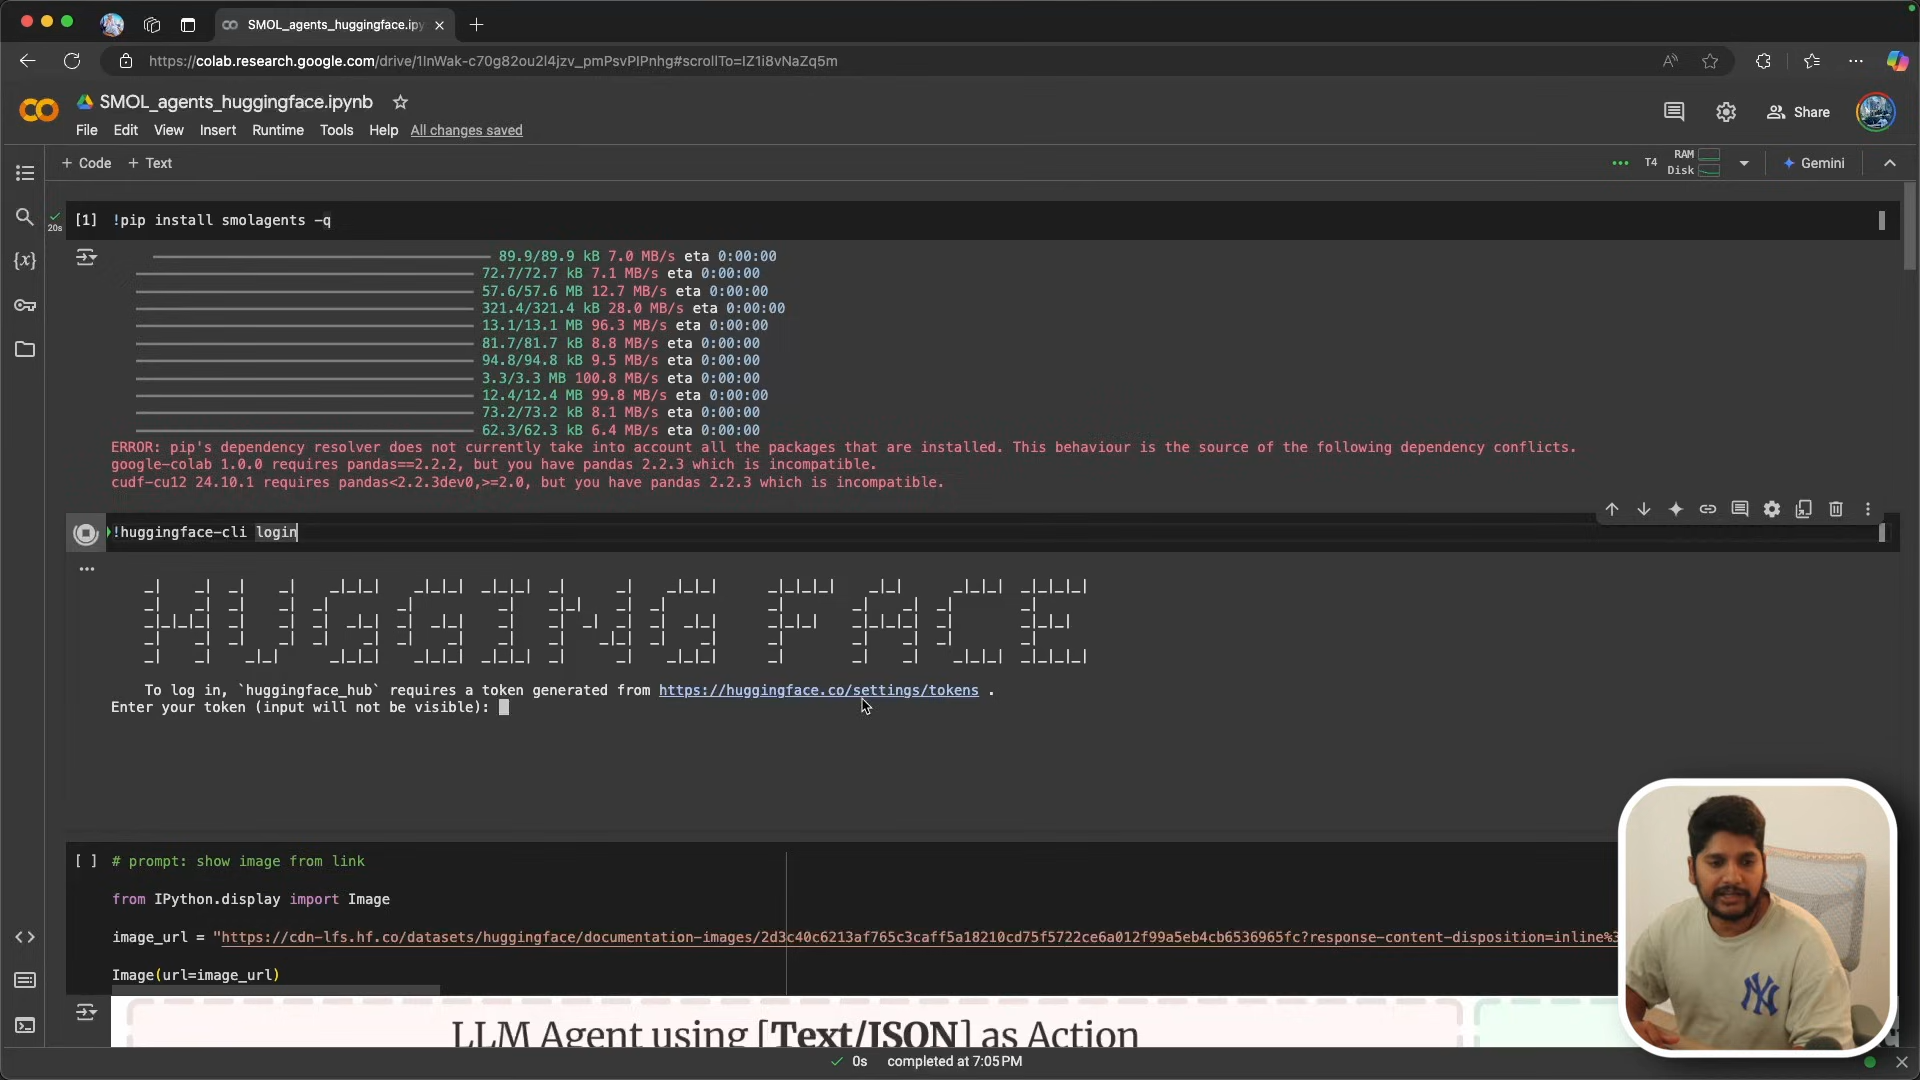 SMOL_agents_huggingface.ipy
https://colab.research.google.com/drive/1lnWak-c70g82ou2l4jzv_pmPsvPlPnhg#scrollTo=IZ1i8vNaZq5m
SMOL_agents_huggingface.ipynb
File Edit View Insert Runtime Tools Help All changes saved
Share
+ Code + Text
T4 RAM Disk Gemini
20s
[1] !pip install smolagents -q
89.9/89.9 kB 7.0 MB/s eta 0:00:00
72.7/72.7 kB 7.1 MB/s eta 0:00:00
57.6/57.6 MB 12.7 MB/s eta 0:00:00
321.4/321.4 kB 28.0 MB/s eta 0:00:00
13.1/13.1 MB 96.3 MB/s eta 0:00:00
81.7/81.7 kB 8.8 MB/s eta 0:00:00
94.8/94.8 kB 9.5 MB/s eta 0:00:00
3.3/3.3 MB 100.8 MB/s eta 0:00:00
12.4/12.4 MB 99.8 MB/s eta 0:00:00
73.2/73.2 kB 8.1 MB/s eta 0:00:00
62.3/62.3 kB 6.4 MB/s eta 0:00:00
ERROR: pip's dependency resolver does not currently take into account all the packages that are installed. This behaviour is the source of the following dependency conflicts.
google-colab 1.0.0 requires pandas==2.2.2, but you have pandas 2.2.3 which is incompatible.
cudf-cu12 24.10.1 requires pandas<2.2.3dev0,>=2.0, but you have pandas 2.2.3 which is incompatible.
!huggingface-cli login
HUGGING FACE
To log in, `huggingface_hub` requires a token generated from https://huggingface.co/settings/tokens .
Enter your token (input will not be visible):
[ ] # prompt: show image from link
from IPython.display import Image
image_url = "https://cdn-lfs.hf.co/datasets/huggingface/documentation-images/2d3c40c6213af765c3caff5a18210cd75f5722ce6a012f99a5eb4cb6536965fc?response-content-disposition=inline%3
Image(url=image_url)
LLM Agent using [Text/JSON] as Action
0s completed at 7:05 PM
NY